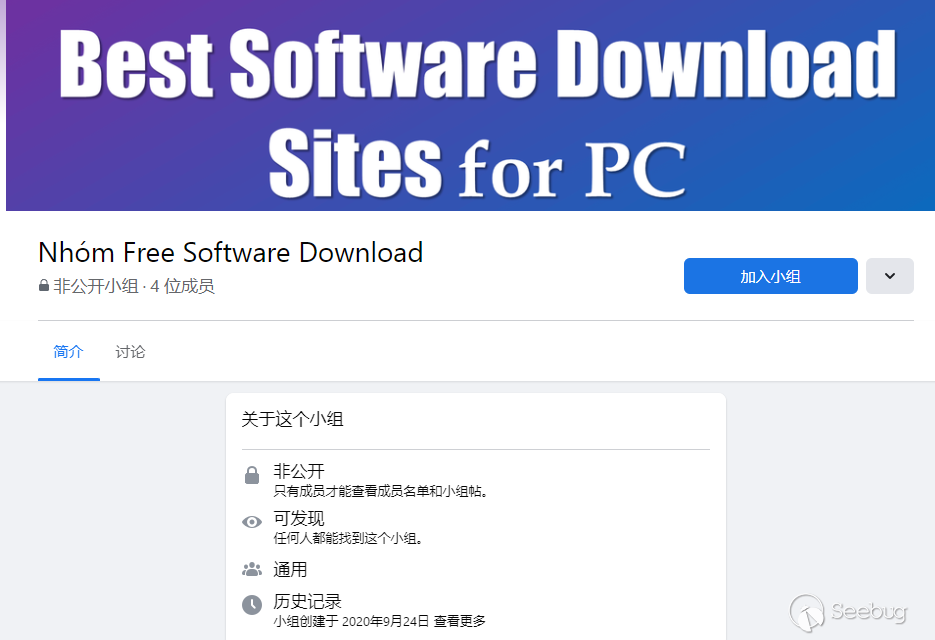 Best Software Download
Sites for PC
Nhóm Free Software Download
非公开小组 · 4 位成员
加入小组
简介
讨论
关于这个小组
非公开
只有成员才能查看成员名单和小组帖。
可发现
任何人都能找到这个小组。
通用
历史记录
小组创建于 2020年9月24日 查看更多
Seebug